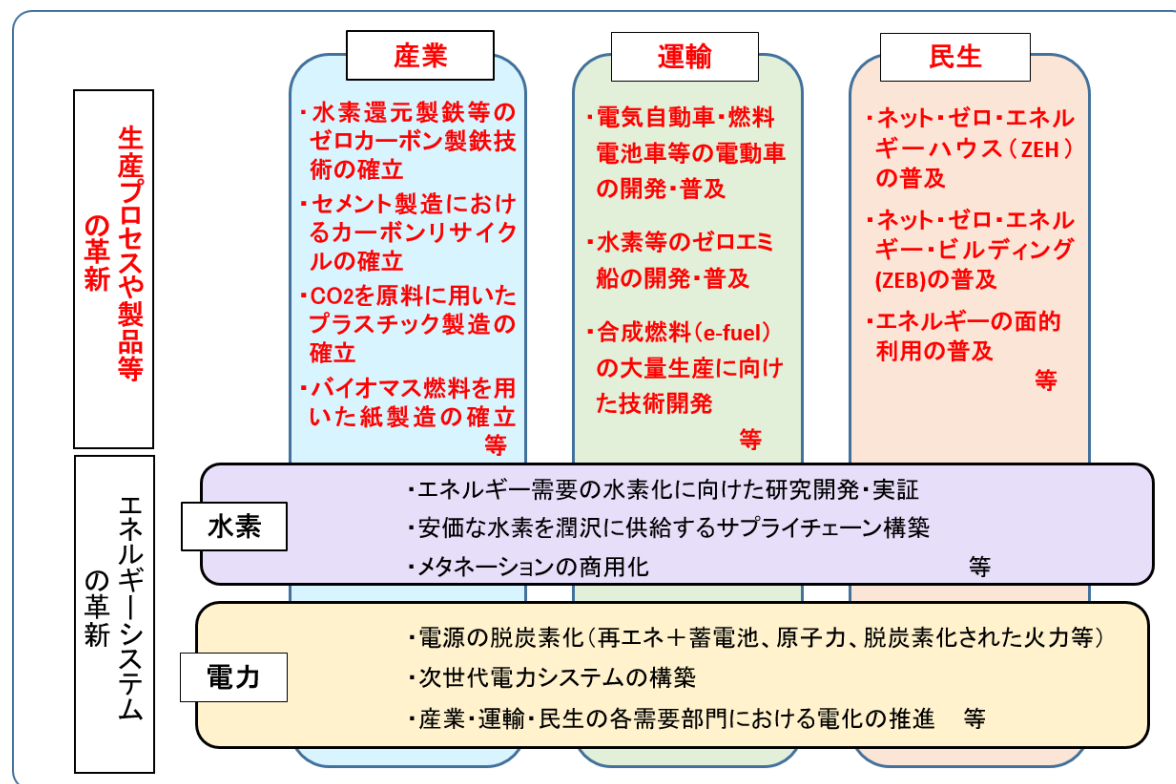 産業
運輸
民生
生産プロセスや製品等
の革新
・水素還元製鉄等の
ゼロカーボン製鉄技
術の確立
・セメント製造におけ
るカーボンリサイク
ルの確立
・CO2を原料に用いた
プラスチック製造の
確立
・バイオマス燃料を用
いた紙製造の確立
等
・電気自動車・燃料
電池車等の電動車
の開発・普及
・水素等のゼロエミ
船の開発・普及
・合成燃料（e-fuel）
の大量生産に向け
た技術開発
等
・ネット・ゼロ・エネル
ギーハウス（ZEH）
の普及
・ネット・ゼロ・エネル
ギー・ビルディング
(ZEB)の普及
・エネルギーの面的
利用の普及
等
エネルギーシステム
の革新
水素
・エネルギー需要の水素化に向けた研究開発・実証
・安価な水素を潤沢に供給するサプライチェーン構築
・メタネーションの商用化 等
電力
・電源の脱炭素化（再エネ＋蓄電池、原子力、脱炭素化された火力等）
・次世代電力システムの構築
・産業・運輸・民生の各需要部門における電化の推進 等